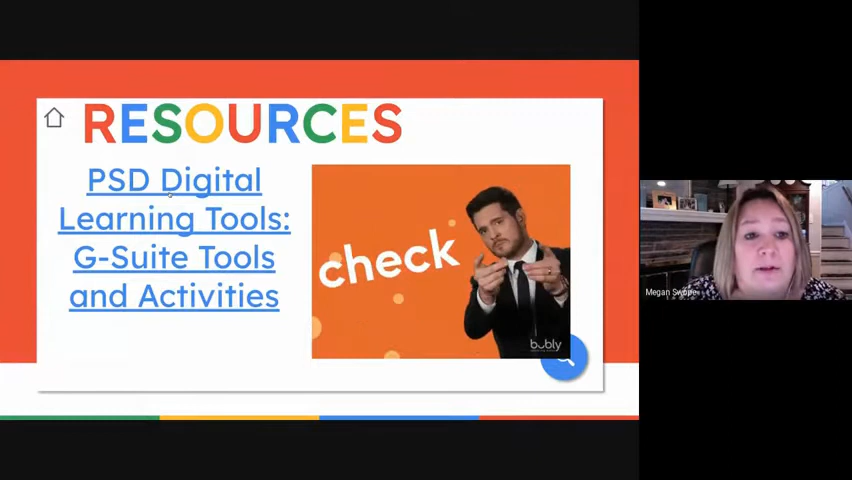 RESOURCES
PSD Digital
Learning Tools:
G-Suite Tools
and Activities
check
bubly
Megan Swope